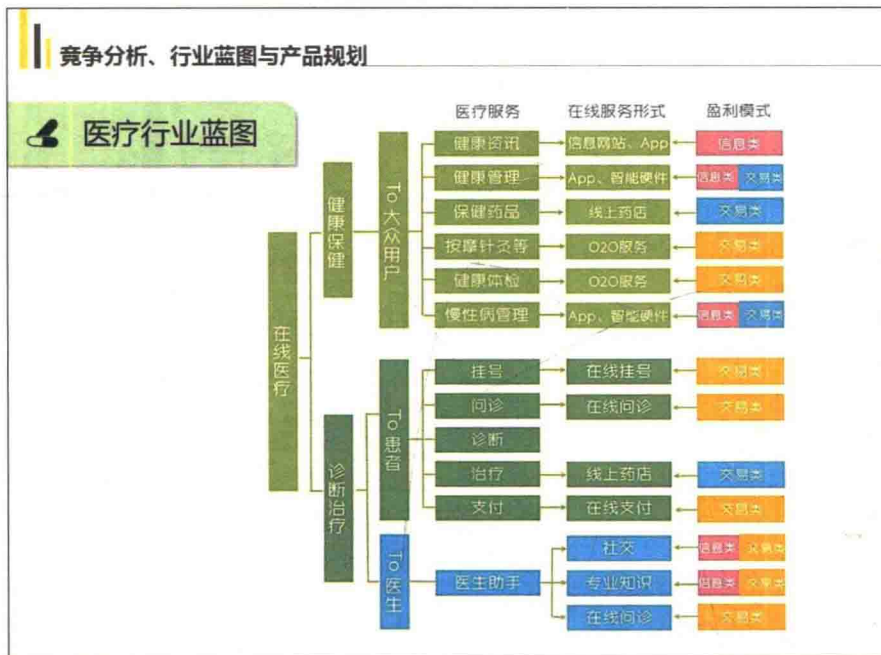 竟争分析、行业蓝图与产品规划
医疗行业蓝图
医疗服务 在线服务形式 盈利模式
在线医疗
健康保健
To大众用户
健康资讯 信息网站、App 信息类
健康管理 App、智能硬件 信息类 交易类
保健药品 线上药店 交易类
按摩针灸等 O2O服务 交易类
健康体检 O2O服务 交易类
慢性病管理 App、智能硬件 信息类 交易类
诊断治疗
To患者
挂号 在线挂号 交易类
问诊 在线问诊 交易类
诊断
治疗 线上药店 交易类
支付 在线支付 交易类
To医生
医生助手
社交 信息类 交易类
专业知识 信息类 交易类
在线问诊 交易类